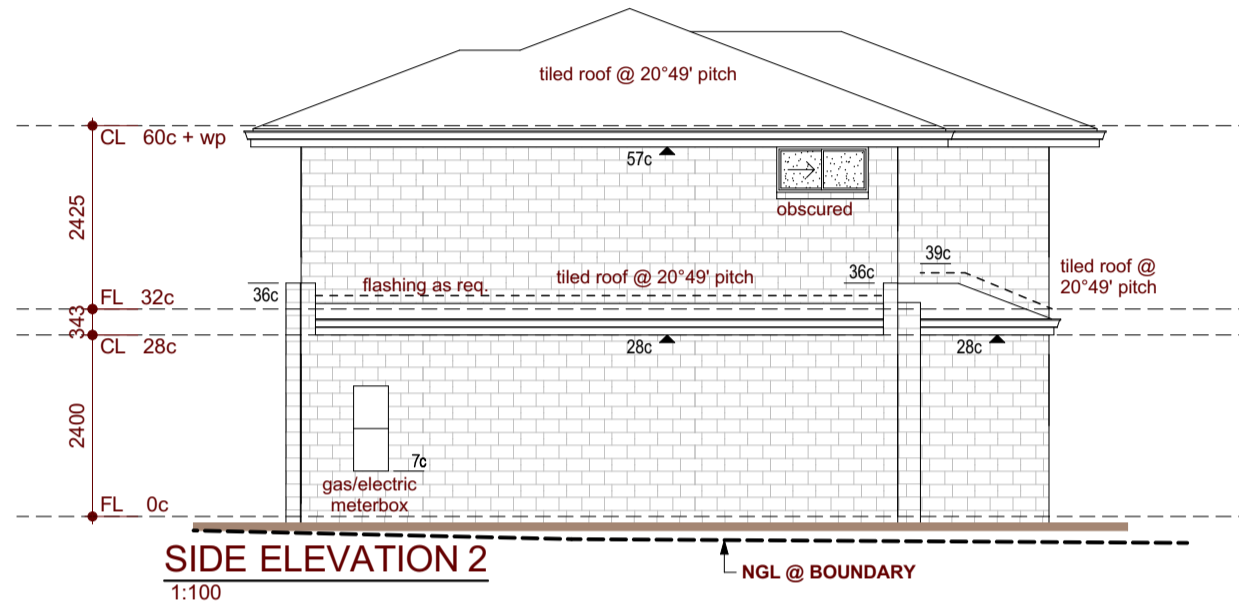 tiled roof @ 20°49' pitch
CL 60c + wp
57c
obscured
2425
39c
tiled roof @
20°49' pitch
36c
tiled roof @ 20°49' pitch
flashing as req.
36c
FL 32c
343
CL 28c
28c
28c
2400
7c
gas/electric
meterbox
FL 0c
SIDE ELEVATION 2
1:100
NGL @ BOUNDARY